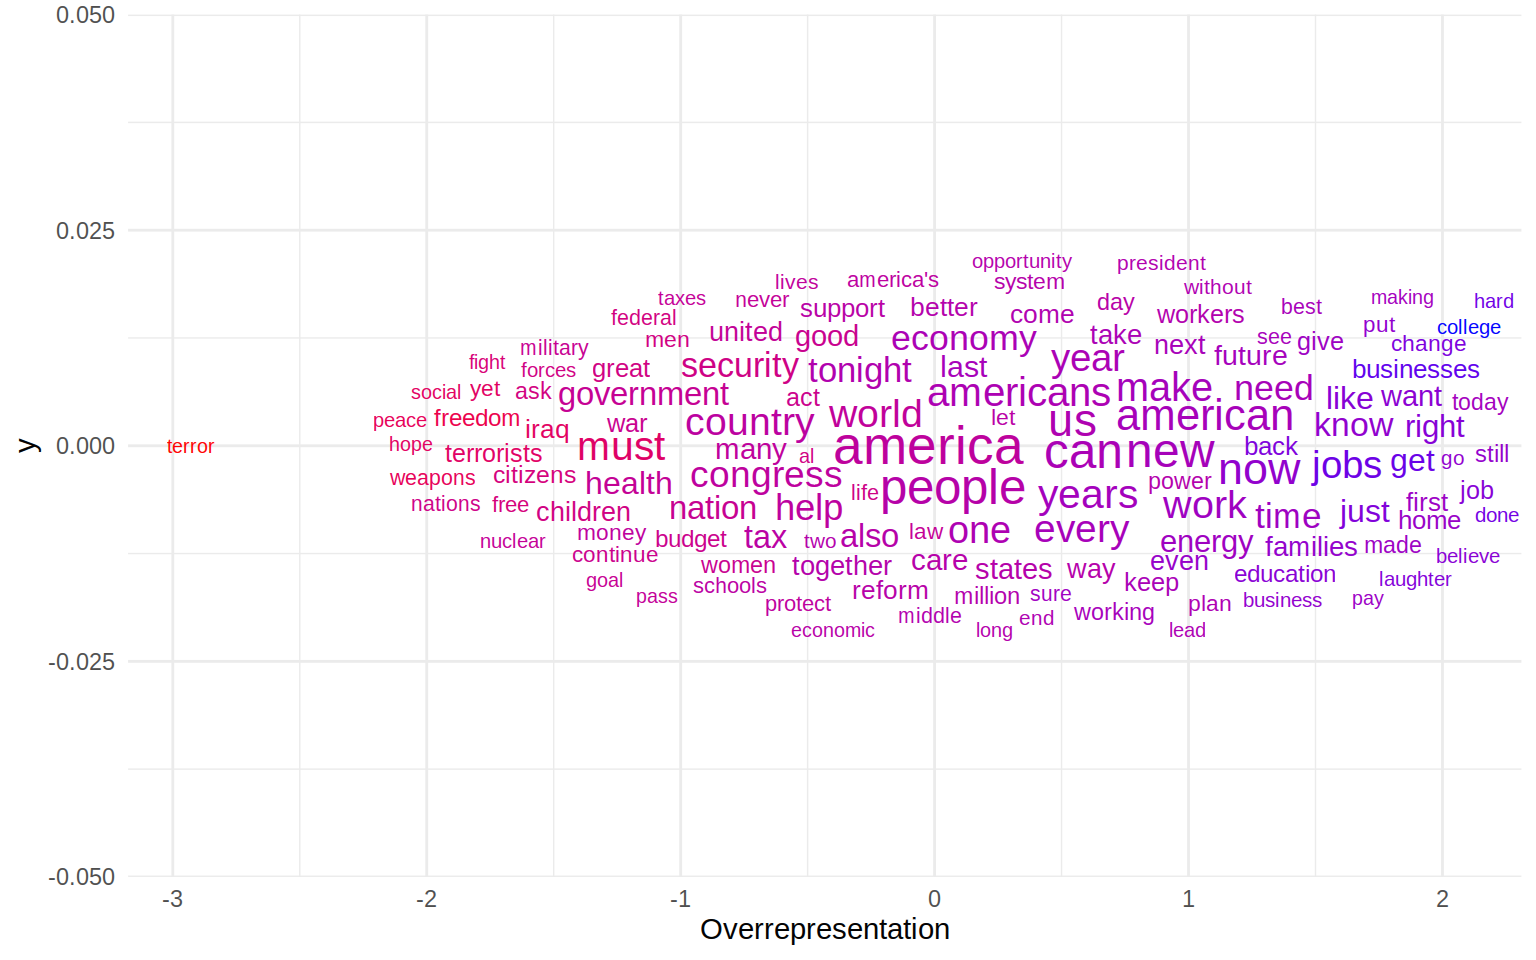 0.050
0.025
0.000
-0.025
-0.050
y
opportunity president
lives america's system without
taxes never support better come day workers best making hard
federal men united good economy take next see give put college
military security tonight last year future change
fight forces great businesses
social yet ask government act americans make need like want today
peace freedom iraq war country world let us american know right
terror hope terrorists must many al america can new back get go still
weapons citizens health congress life people years power now jobs
nations free children nation help work first job
nuclear money budget tax two also law one every time just home done
continue women together care states way energy families made believe
goal schools reform even keep education laughter
pass protect million sure working plan business pay
economic middle long end lead
-3 -2 -1 0 1 2
Overrepresentation